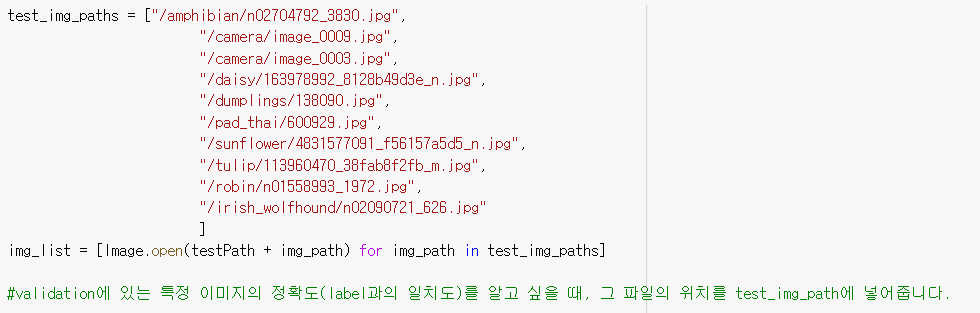 test_img_paths = ["/amphibian/n02704792_3830.jpg",
"/camera/image_0009.jpg",
"/camera/image_0003.jpg",
"/daisy/163978992_8128b49d3e_n.jpg",
"/dumplings/138090.jpg",
"/pad_thai/600929.jpg",
"/sunflower/4831577091_f56157a5d5_n.jpg",
"/tulip/113960470_38fab8f2fb_m.jpg",
"/robin/n01558993_1972.jpg",
"/irish_wolfhound/n02090721_626.jpg"
]
img_list = [Image.open(testPath + img_path) for img_path in test_img_paths]
#validation에 있는 특정 이미지의 정확도(label과의 일치도)를 알고 싶을 때, 그 파일의 위치를 test_img_path에 넣어줍니다.